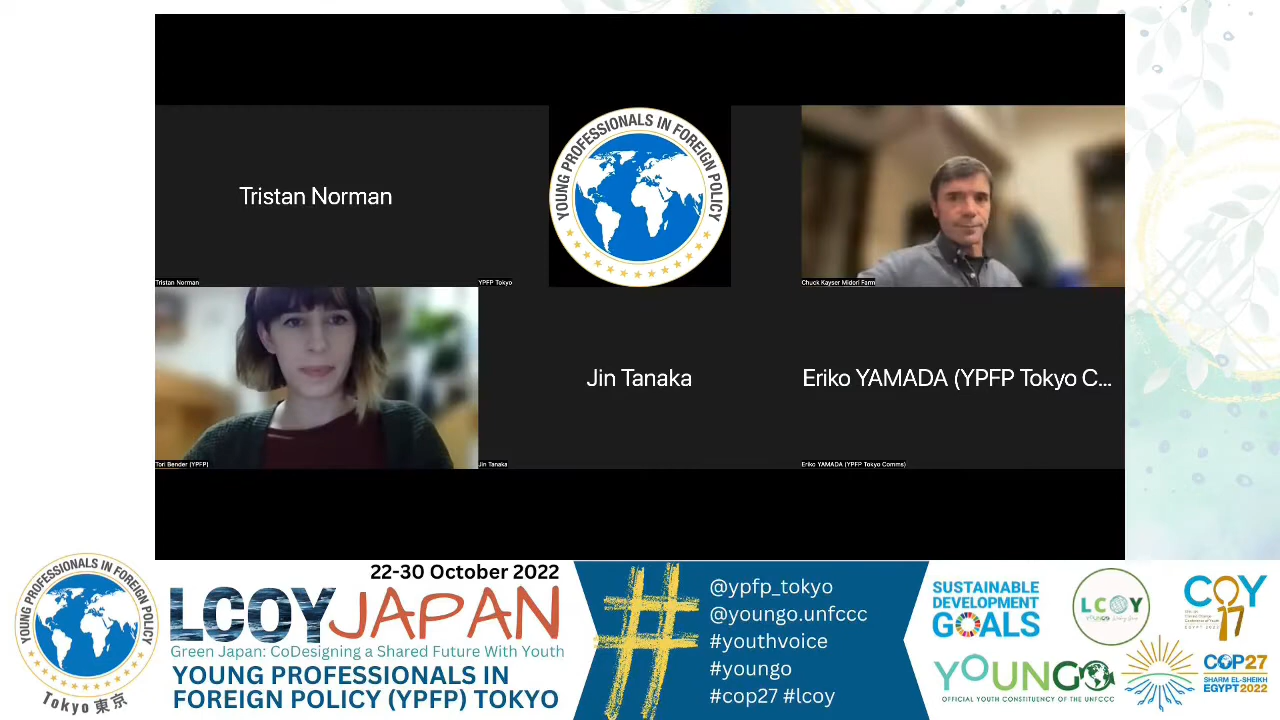 YOUNG PROFESSIONALS IN FOREIGN POLICY
Tristan Norman
Tristan Norman
YPFP Tokyo
Chuck Kayser Midori Farm
Jin Tanaka
Eriko YAMADA (YPFP Tokyo C...
Tori Bender (YPFP)
Jin Tanaka
Eriko YAMADA (YPFP Tokyo Comms)
YOUNG PROFESSIONALS IN FOREIGN POLICY
Tokyo 東京
22-30 October 2022
LCOY JAPAN
Green Japan: CoDesigning a Shared Future With Youth
YOUNG PROFESSIONALS IN
FOREIGN POLICY (YPFP) TOKYO
#
@ypfp_tokyo
@youngo.unfccc
#youthvoice
#youngo
#cop27 #lcoy
SUSTAINABLE
DEVELOPMENT
GOALS
LCOY
COY
17
YOUNGO
OFFICIAL YOUTH CONSTITUENCY OF THE UNFCCC
COP27
SHARM EL-SHEIKH
EGYPT2022